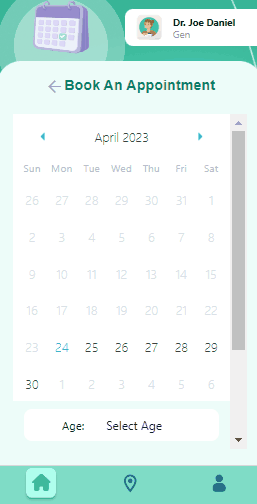 Dr. Joe Daniel
Gen
Book An Appointment
April 2023
Sun Mon Tue Wed Thu Fri Sat
26 27 28 29 30 31 1
2 3 4 5 6 7 8
9 10 11 12 13 14 15
16 17 18 19 20 21 22
23 24 25 26 27 28 29
30 1 2 3 4 5 6
Age: Select Age